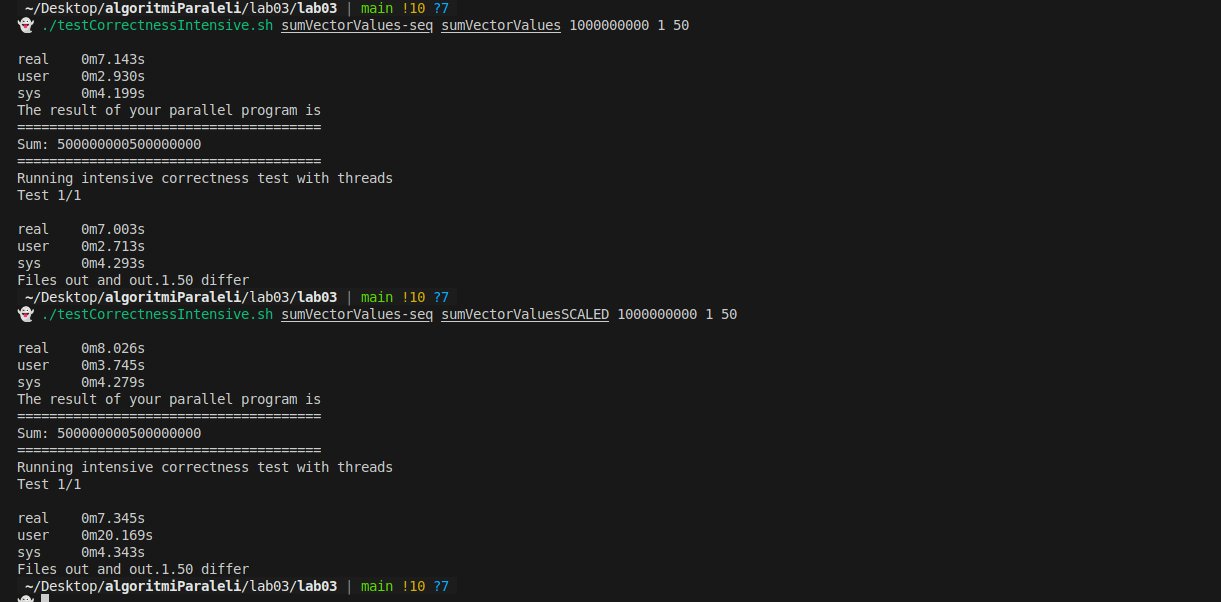 ~/Desktop/algoritmiParaleli/lab03/lab03 | main !10 ?7
./testCorrectnessIntensive.sh sumVectorValues-seq sumVectorValues 1000000000 1 50
real 0m7.143s
user 0m2.930s
sys 0m4.199s
The result of your parallel program is
======================================
Sum: 500000000500000000
======================================
Running intensive correctness test with threads
Test 1/1
real 0m7.003s
user 0m2.713s
sys 0m4.293s
Files out and out.1.50 differ
~/Desktop/algoritmiParaleli/lab03/lab03 | main !10 ?7
./testCorrectnessIntensive.sh sumVectorValues-seq sumVectorValuesSCALED 1000000000 1 50
real 0m8.026s
user 0m3.745s
sys 0m4.279s
The result of your parallel program is
======================================
Sum: 500000000500000000
======================================
Running intensive correctness test with threads
Test 1/1
real 0m7.345s
user 0m20.169s
sys 0m4.343s
Files out and out.1.50 differ
~/Desktop/algoritmiParaleli/lab03/lab03 | main !10 ?7